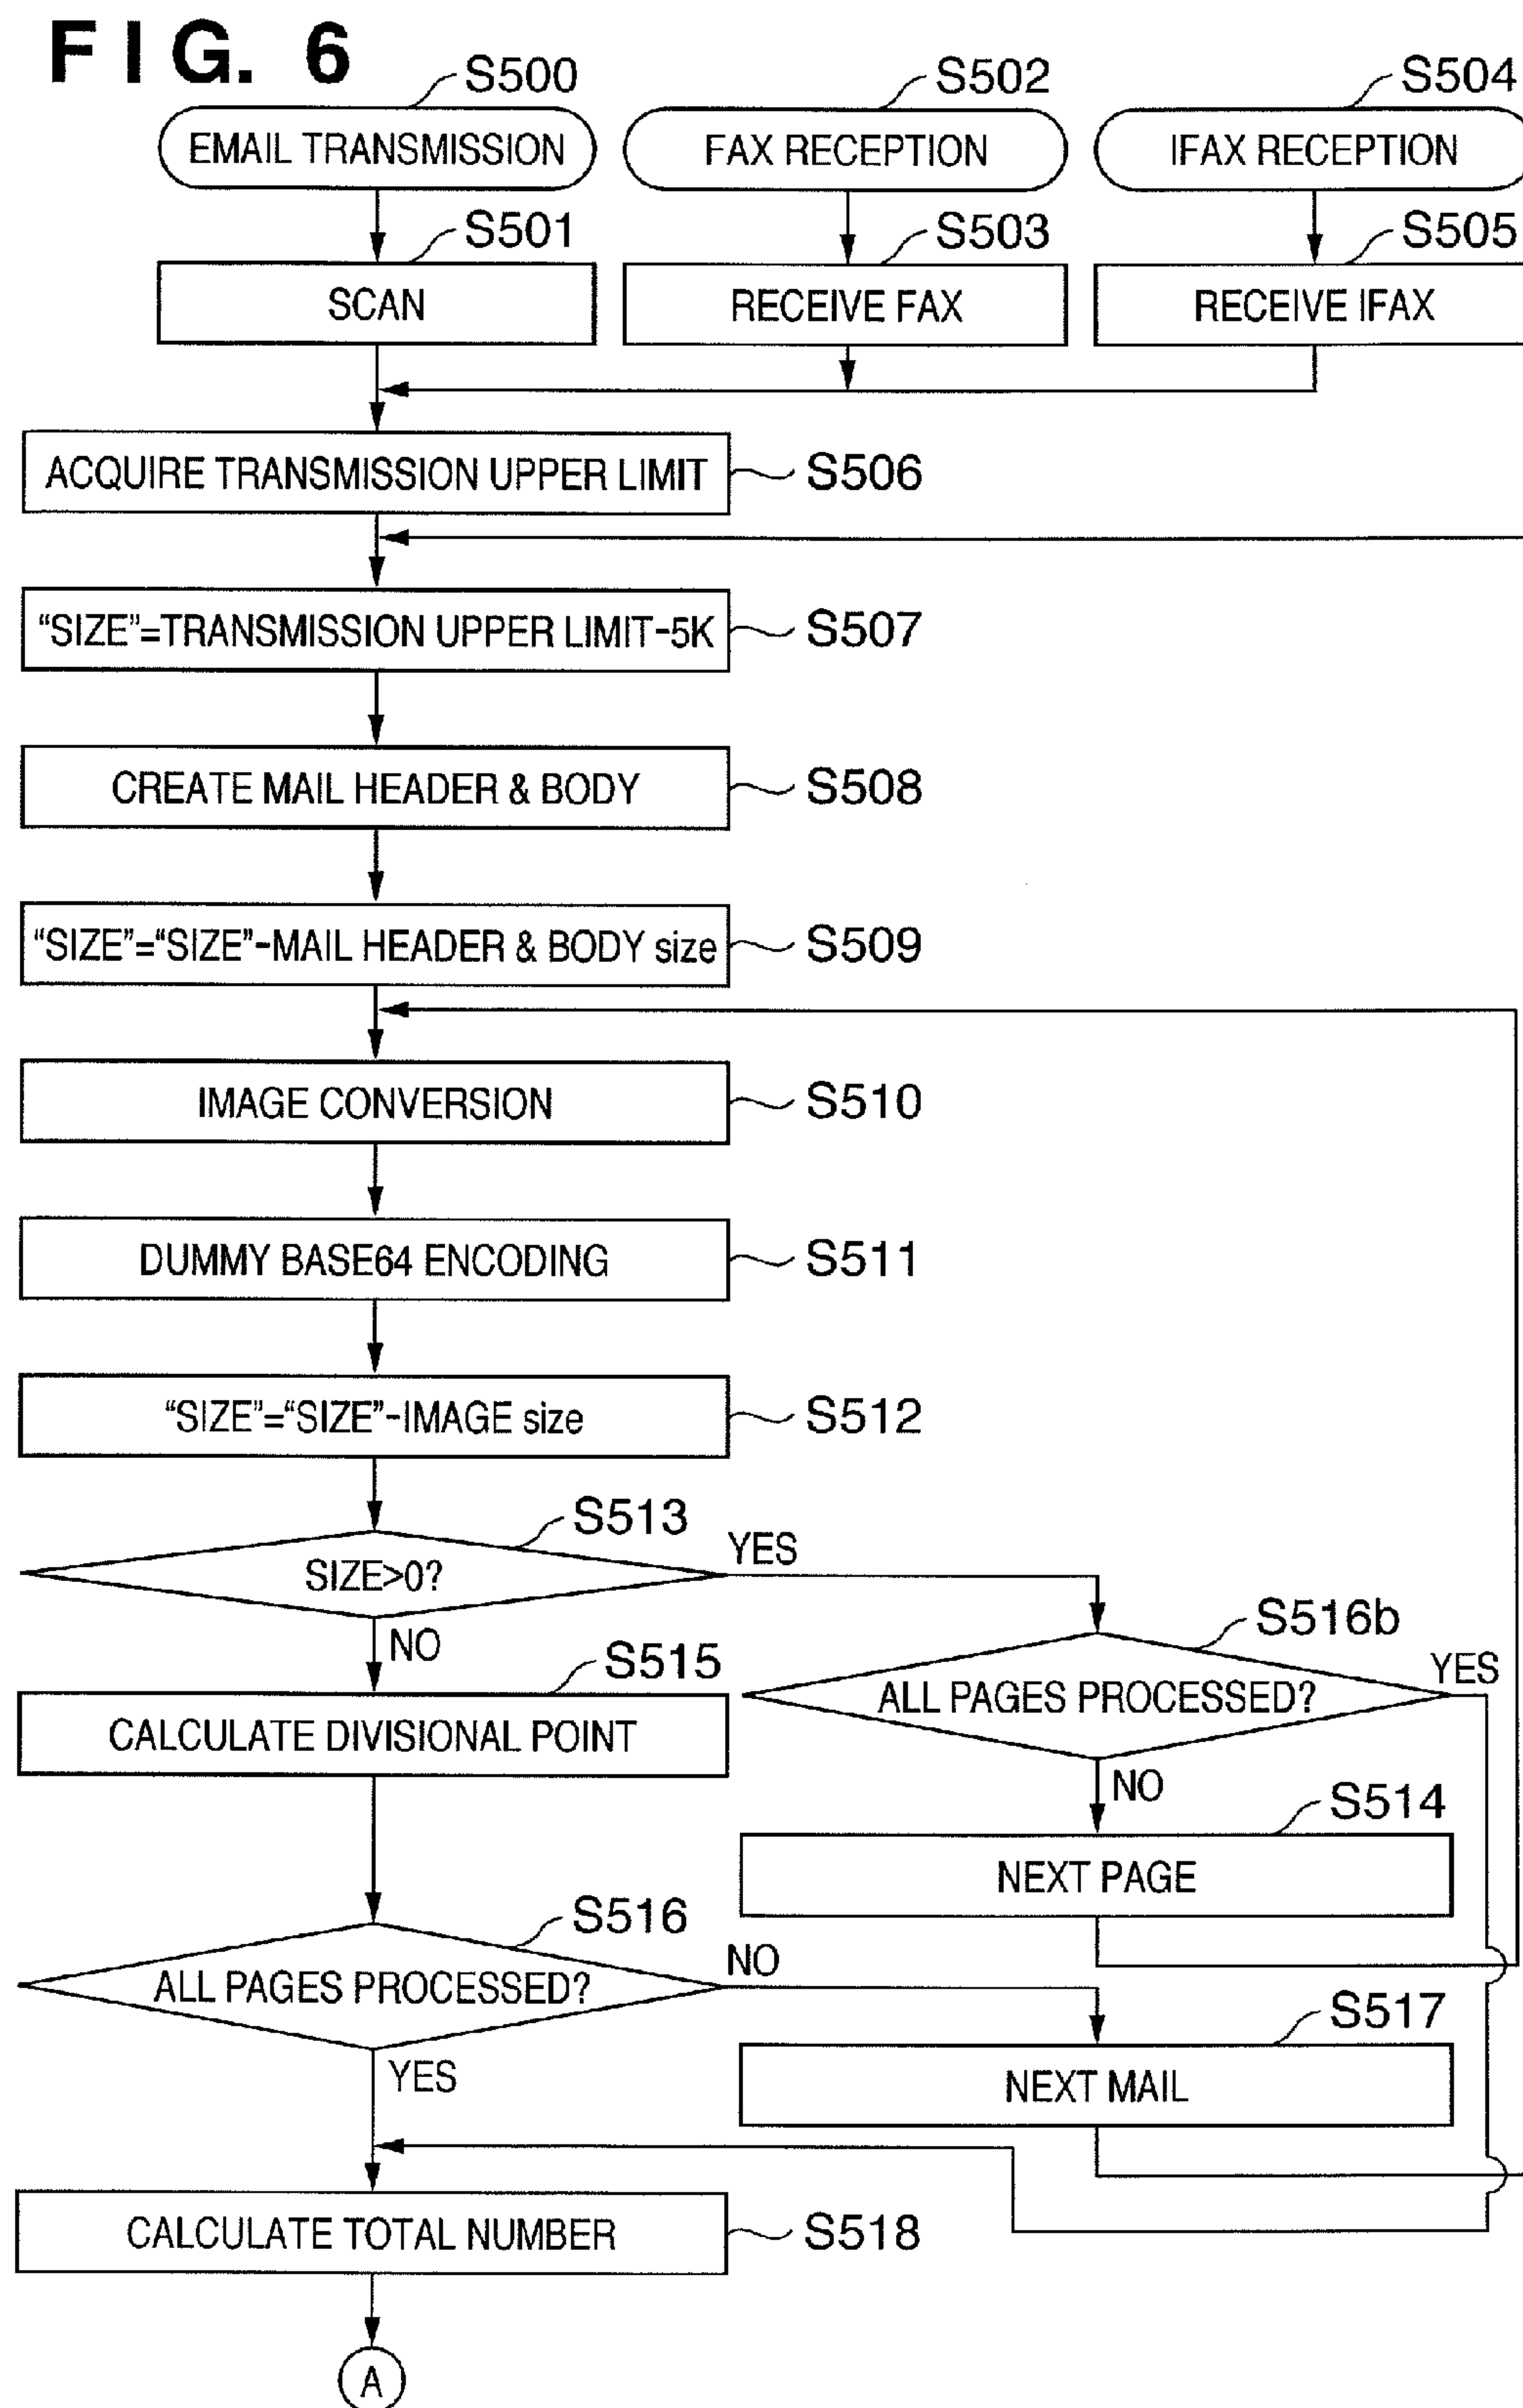 FIG. 6
S500
S502
S504
EMAIL TRANSMISSION
FAX RECEPTION
IFAX RECEPTION
S501
S503
S505
SCAN
RECEIVE FAX
RECEIVE IFAX
ACQUIRE TRANSMISSION UPPER LIMIT
S506
“SIZE”=TRANSMISSION UPPER LIMIT-5K
S507
CREATE MAIL HEADER & BODY
S508
“SIZE”=“SIZE”-MAIL HEADER & BODY size
S509
IMAGE CONVERSION
S510
DUMMY BASE64 ENCODING
S511
“SIZE”=“SIZE”-IMAGE size
S512
S513
SIZE>0?
YES
NO
S516b
ALL PAGES PROCESSED?
YES
S515
CALCULATE DIVISIONAL POINT
NO
S514
NEXT PAGE
S516
ALL PAGES PROCESSED?
NO
YES
S517
NEXT MAIL
CALCULATE TOTAL NUMBER
S518
A